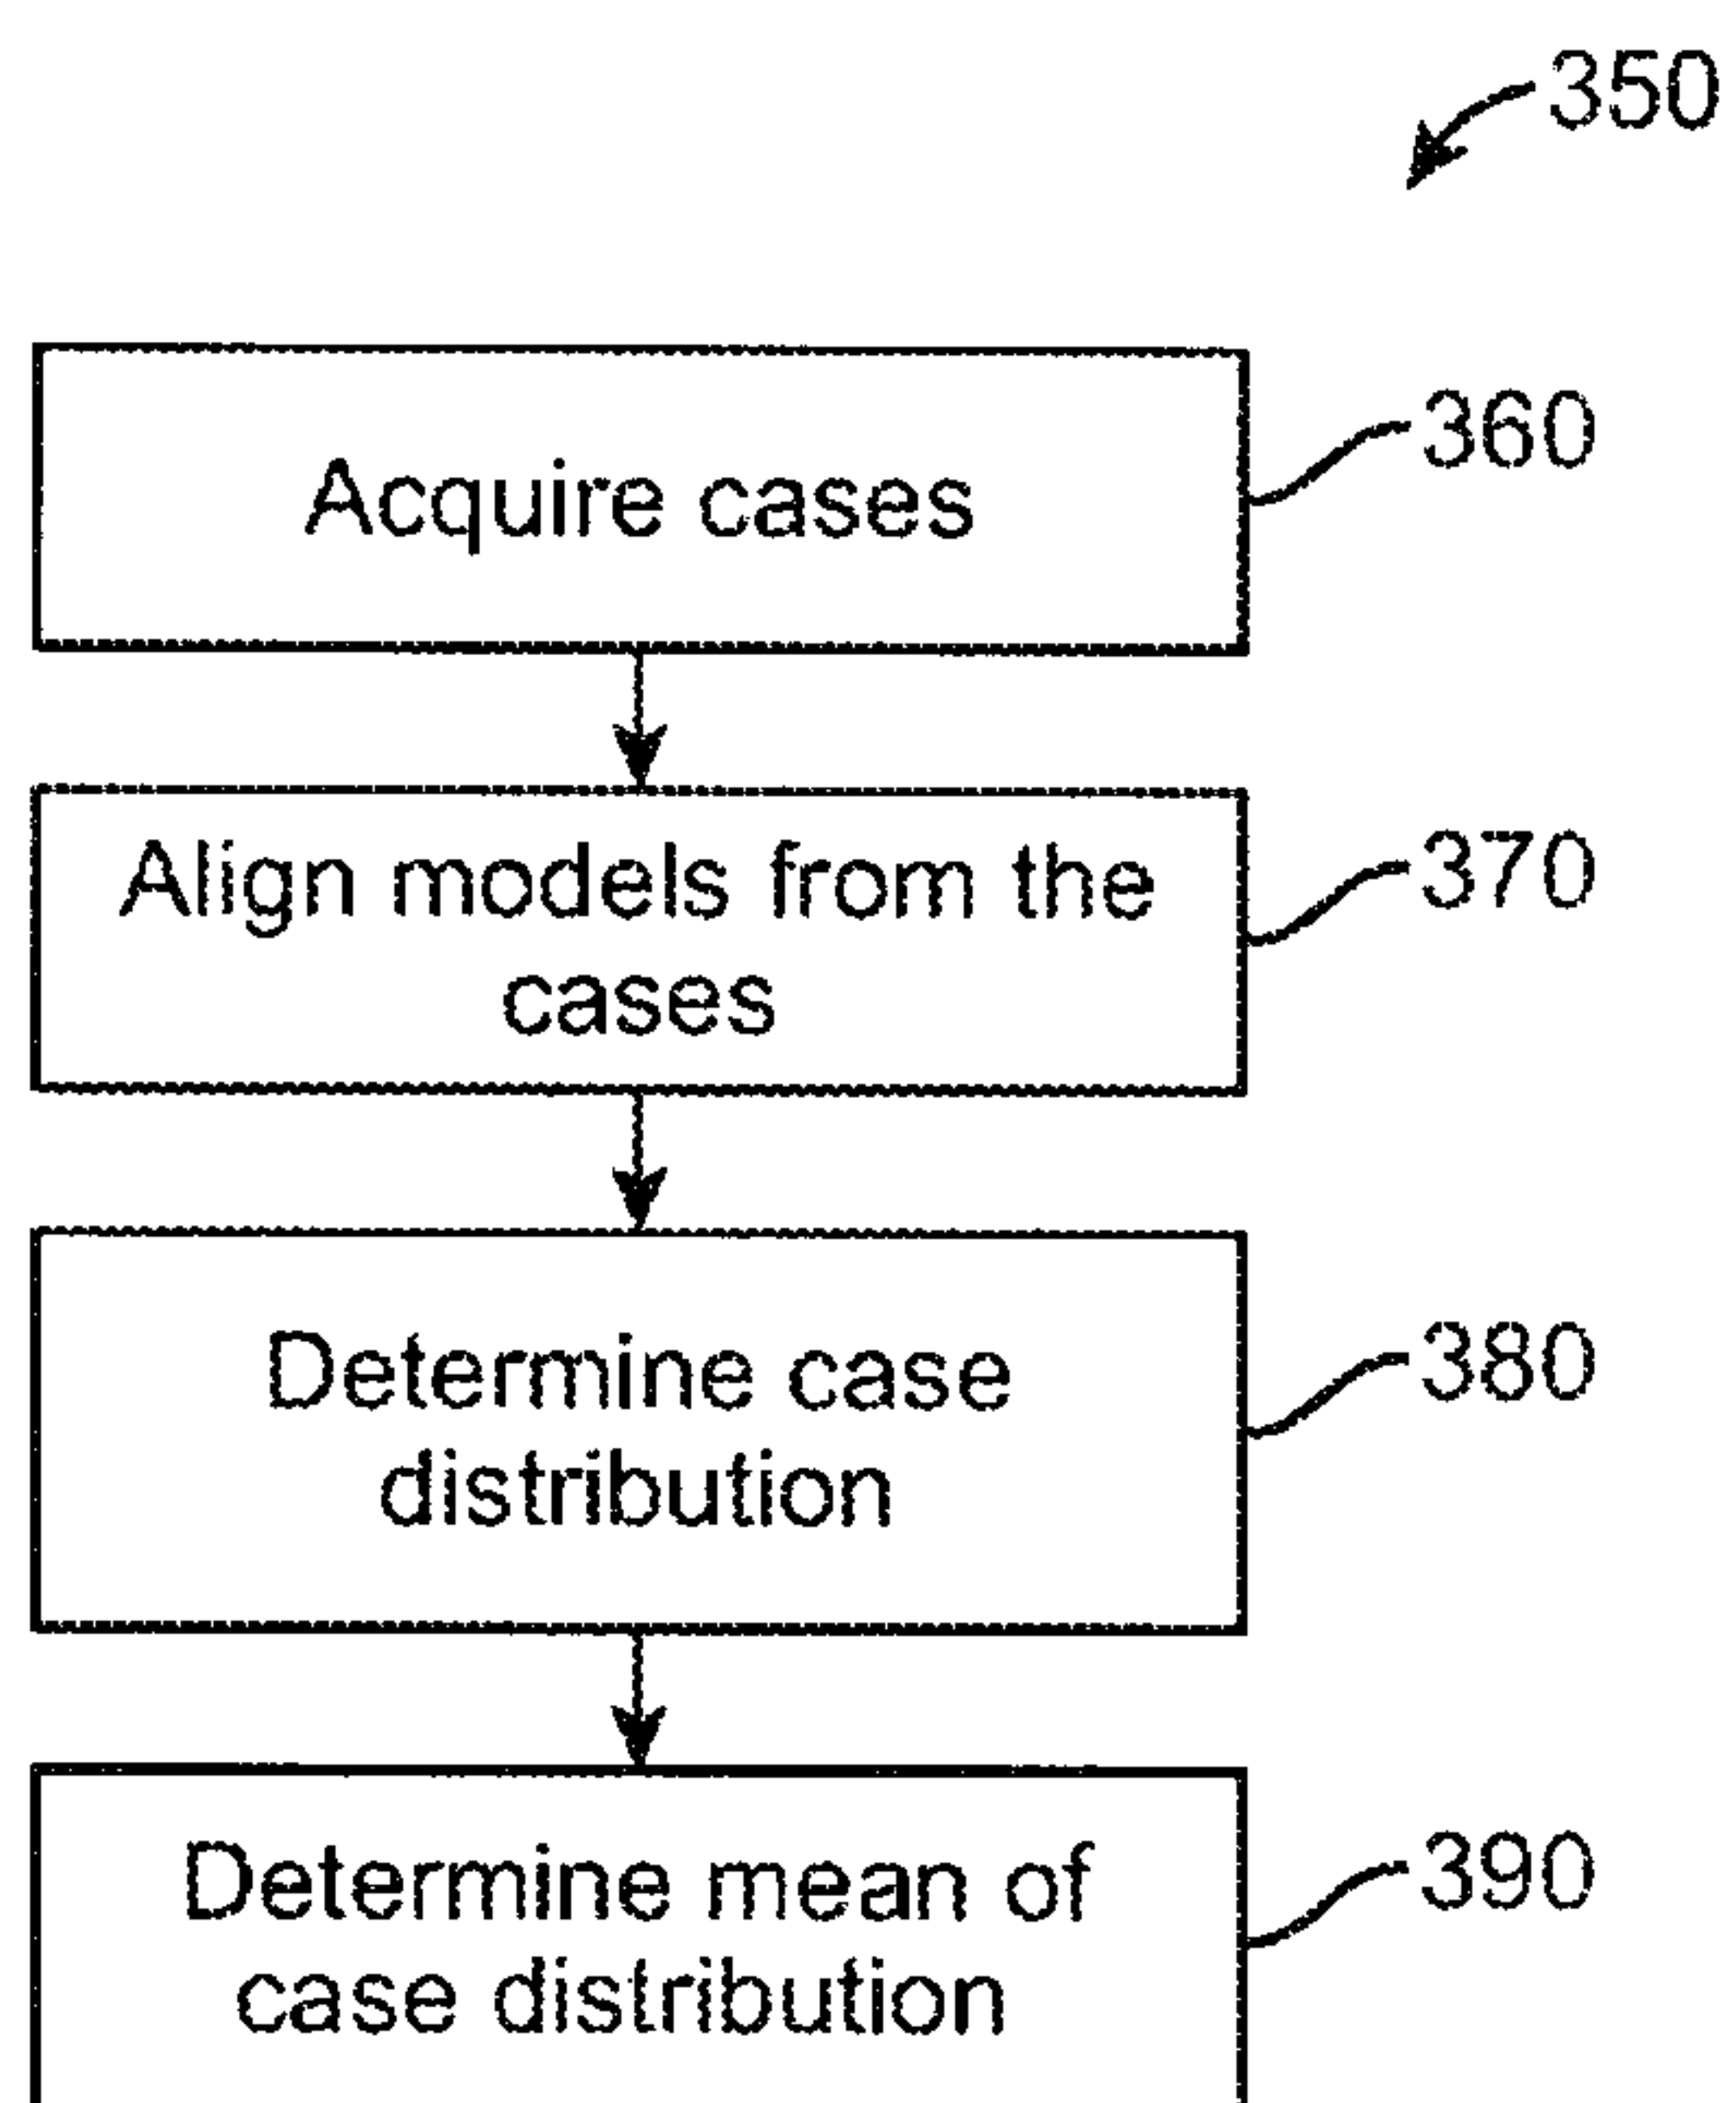 350
Acquire cases
360
Align models from the
cases
370
Determine case
distribution
380
Determine mean of
case distribution
390